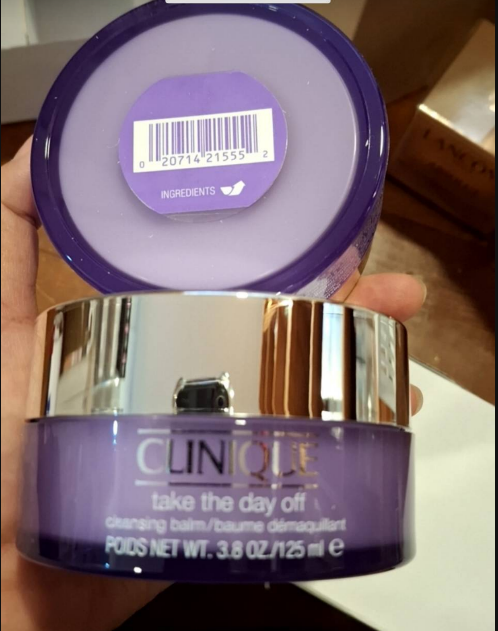 0 20714 21555 2
INGREDIENTS
LANCÔ
CLINIQUE
take the day off
cleansing balm/baume démaquillant
POIDS NET WT. 3.8 OZ./125 ml e